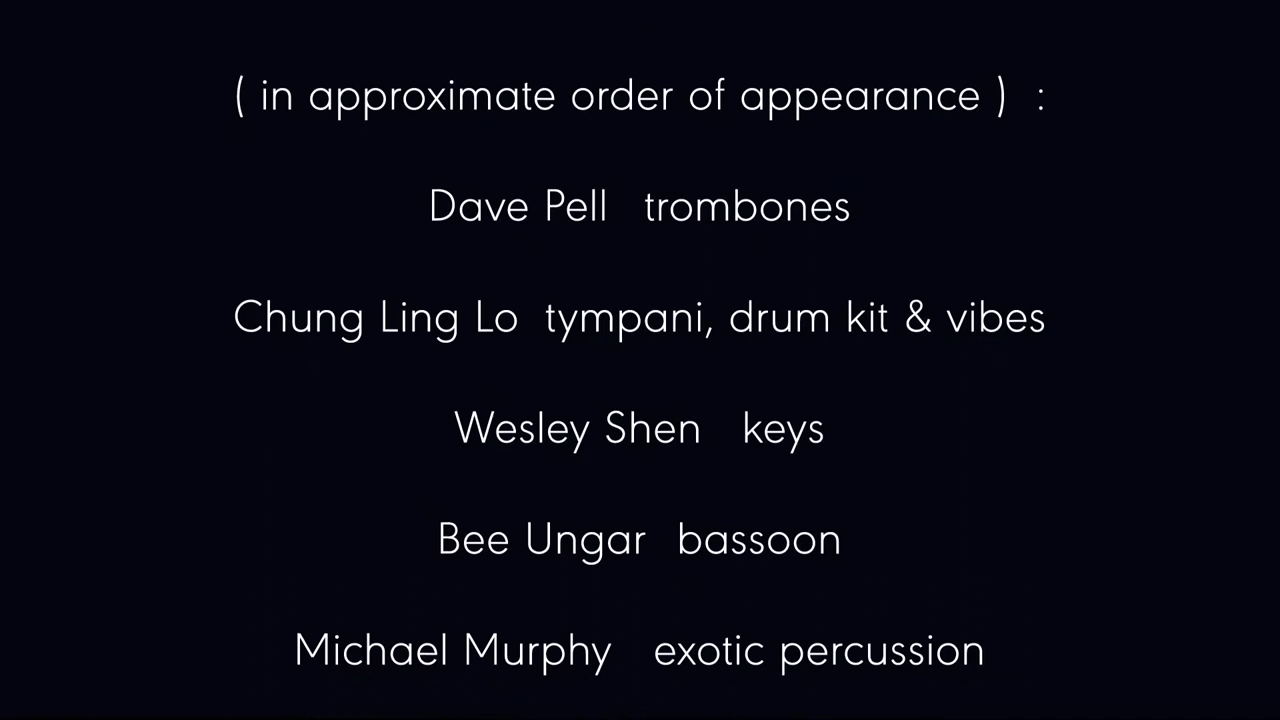 ( in approximate order of appearance ) :
Dave Pell trombones
Chung Ling Lo tympani, drum kit & vibes
Wesley Shen keys
Bee Ungar bassoon
Michael Murphy exotic percussion